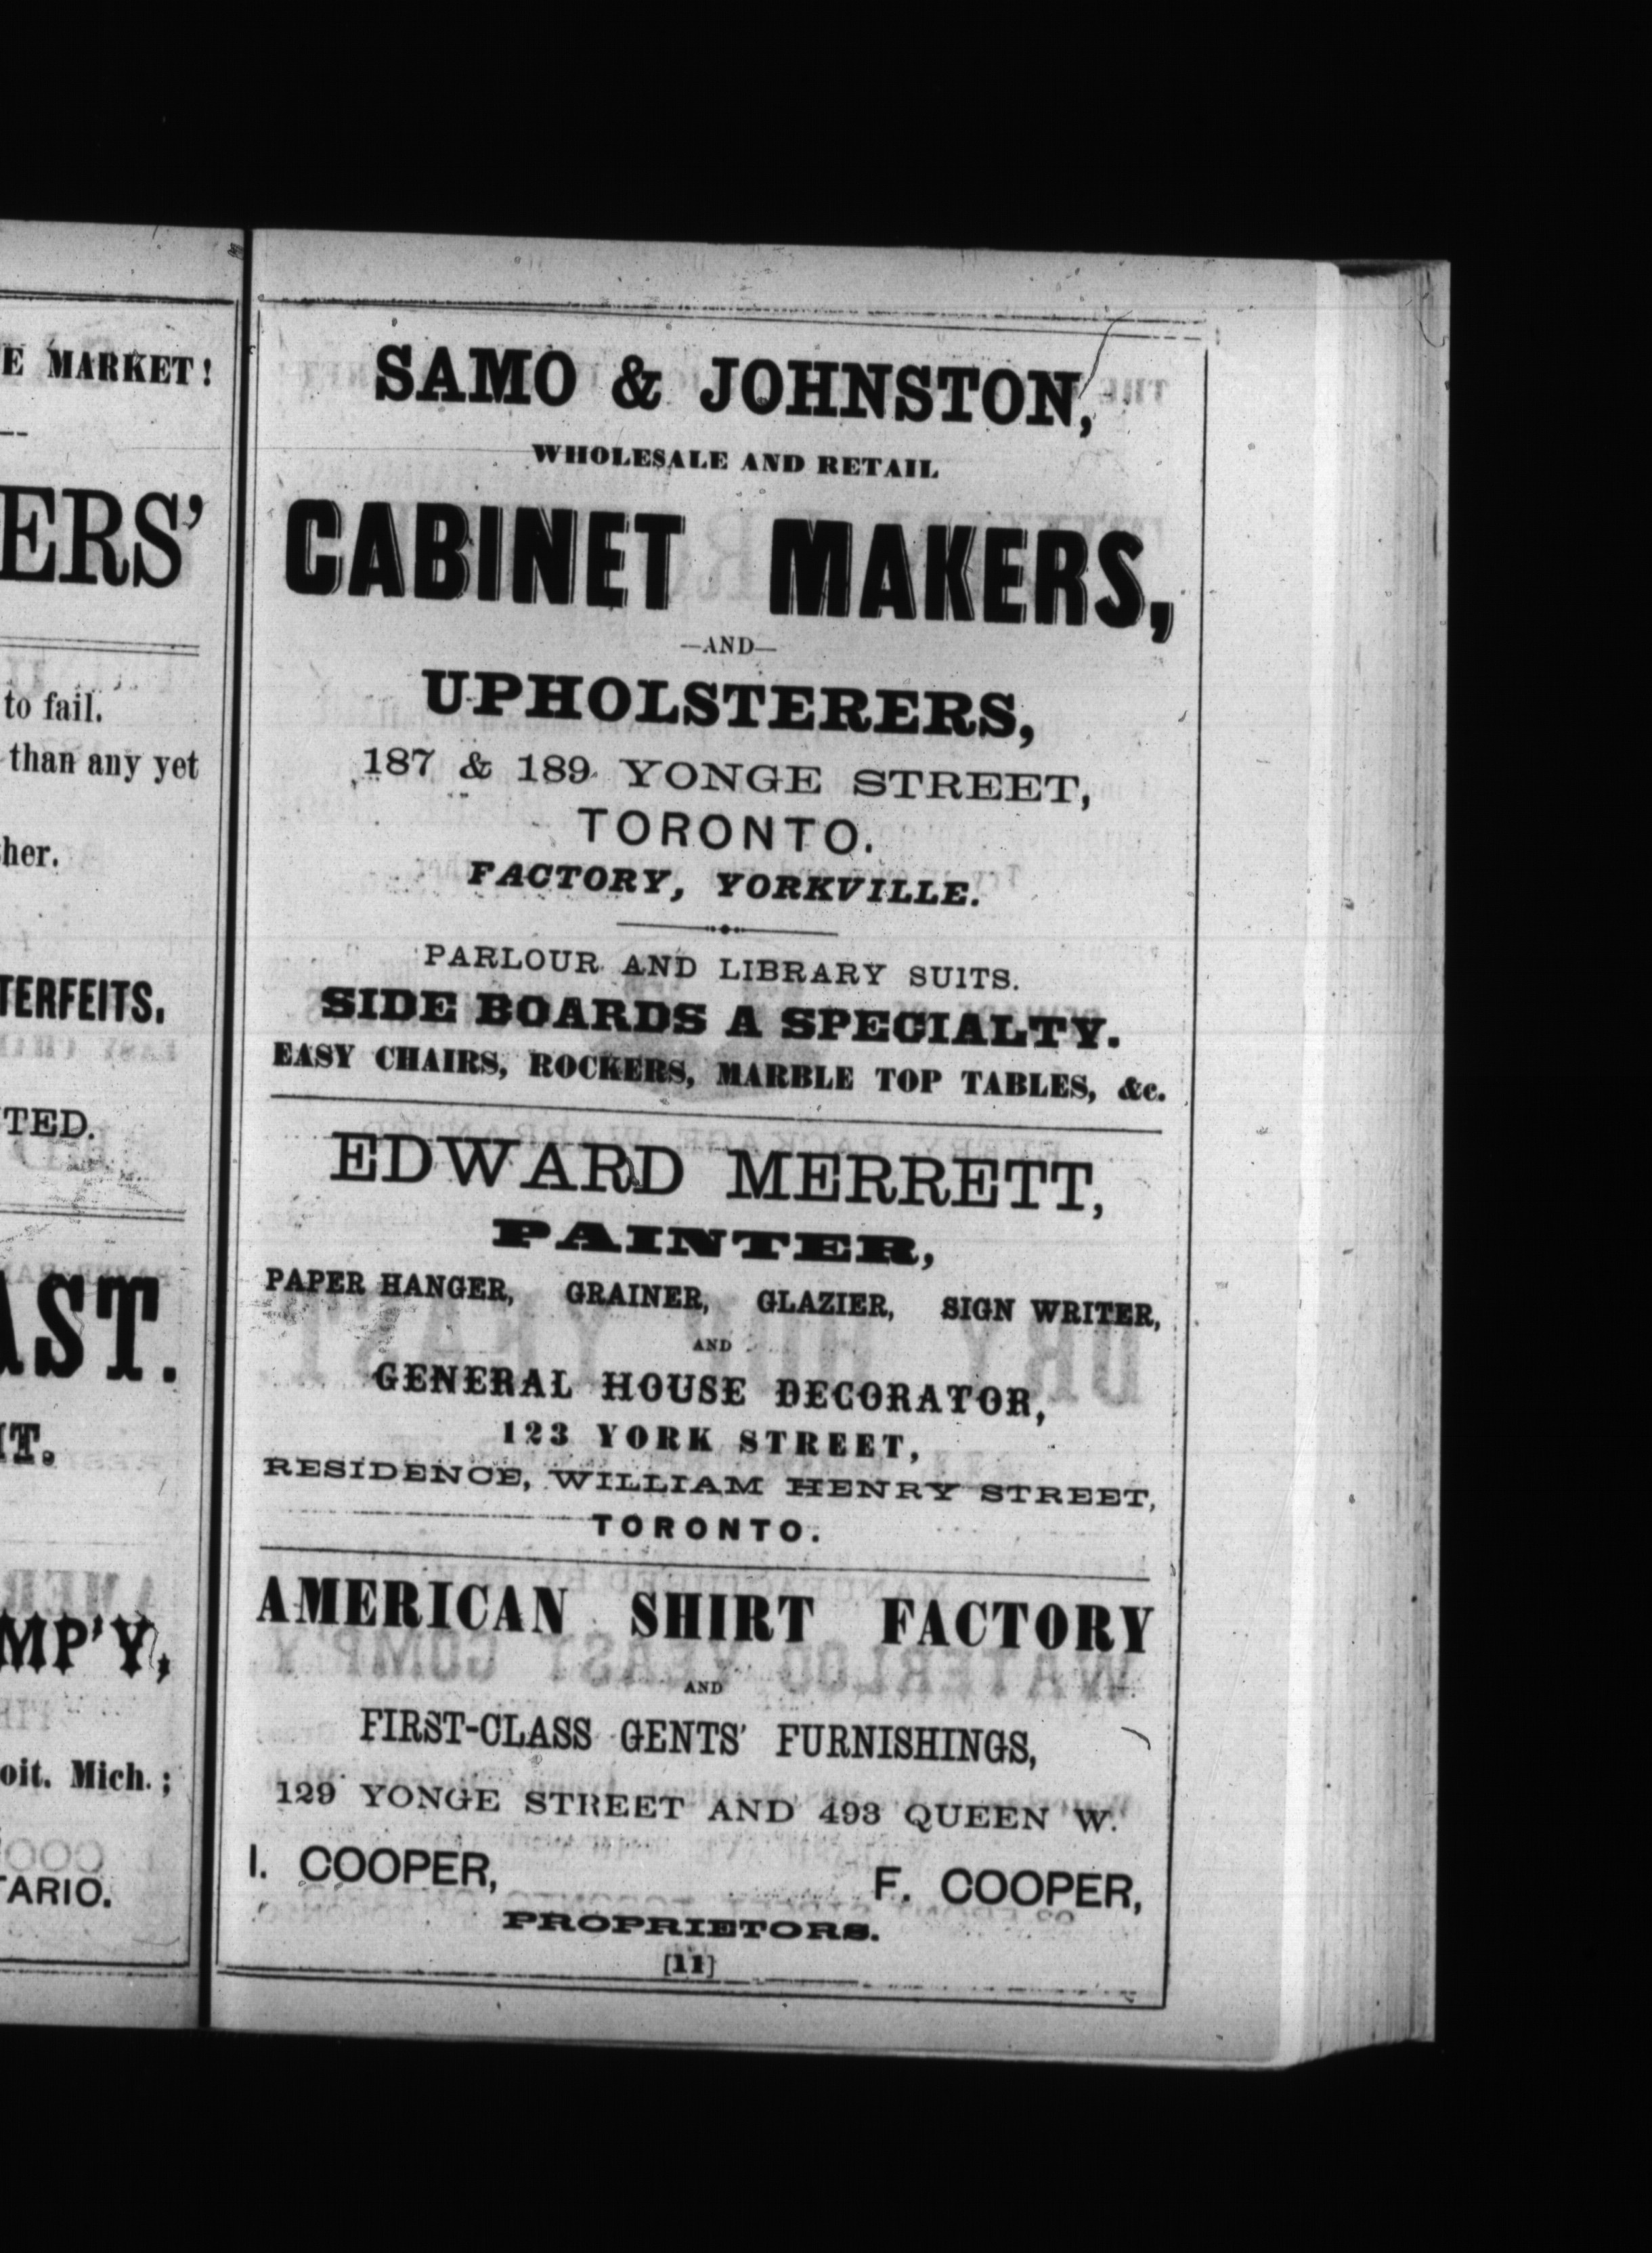 E MARKET!
ERS'
to fail.
than any yet
her.
TERFEITS.
TED.
AST.
IT.
MP'Y,
oit. Mich.;
TARIO.
SAMO & JOHNSTON,
WHOLESALE AND RETAIL
CABINET MAKERS,
—AND—
UPHOLSTERERS,
187 & 189 YONGE STREET,
TORONTO.
FACTORY, YORKVILLE.
PARLOUR AND LIBRARY SUITS.
SIDE BOARDS A SPECIALTY.
EASY CHAIRS, ROCKERS, MARBLE TOP TABLES, &c.
EDWARD MERRETT,
PAINTER,
PAPER HANGER, GRAINER, GLAZIER, SIGN WRITER,
AND
GENERAL HOUSE DECORATOR,
123 YORK STREET,
RESIDENCE, WILLIAM HENRY STREET,
TORONTO.
AMERICAN SHIRT FACTORY
AND
FIRST-CLASS GENTS' FURNISHINGS,
129 YONGE STREET AND 493 QUEEN W.
I. COOPER, F. COOPER,
PROPRIETORS.
[11]